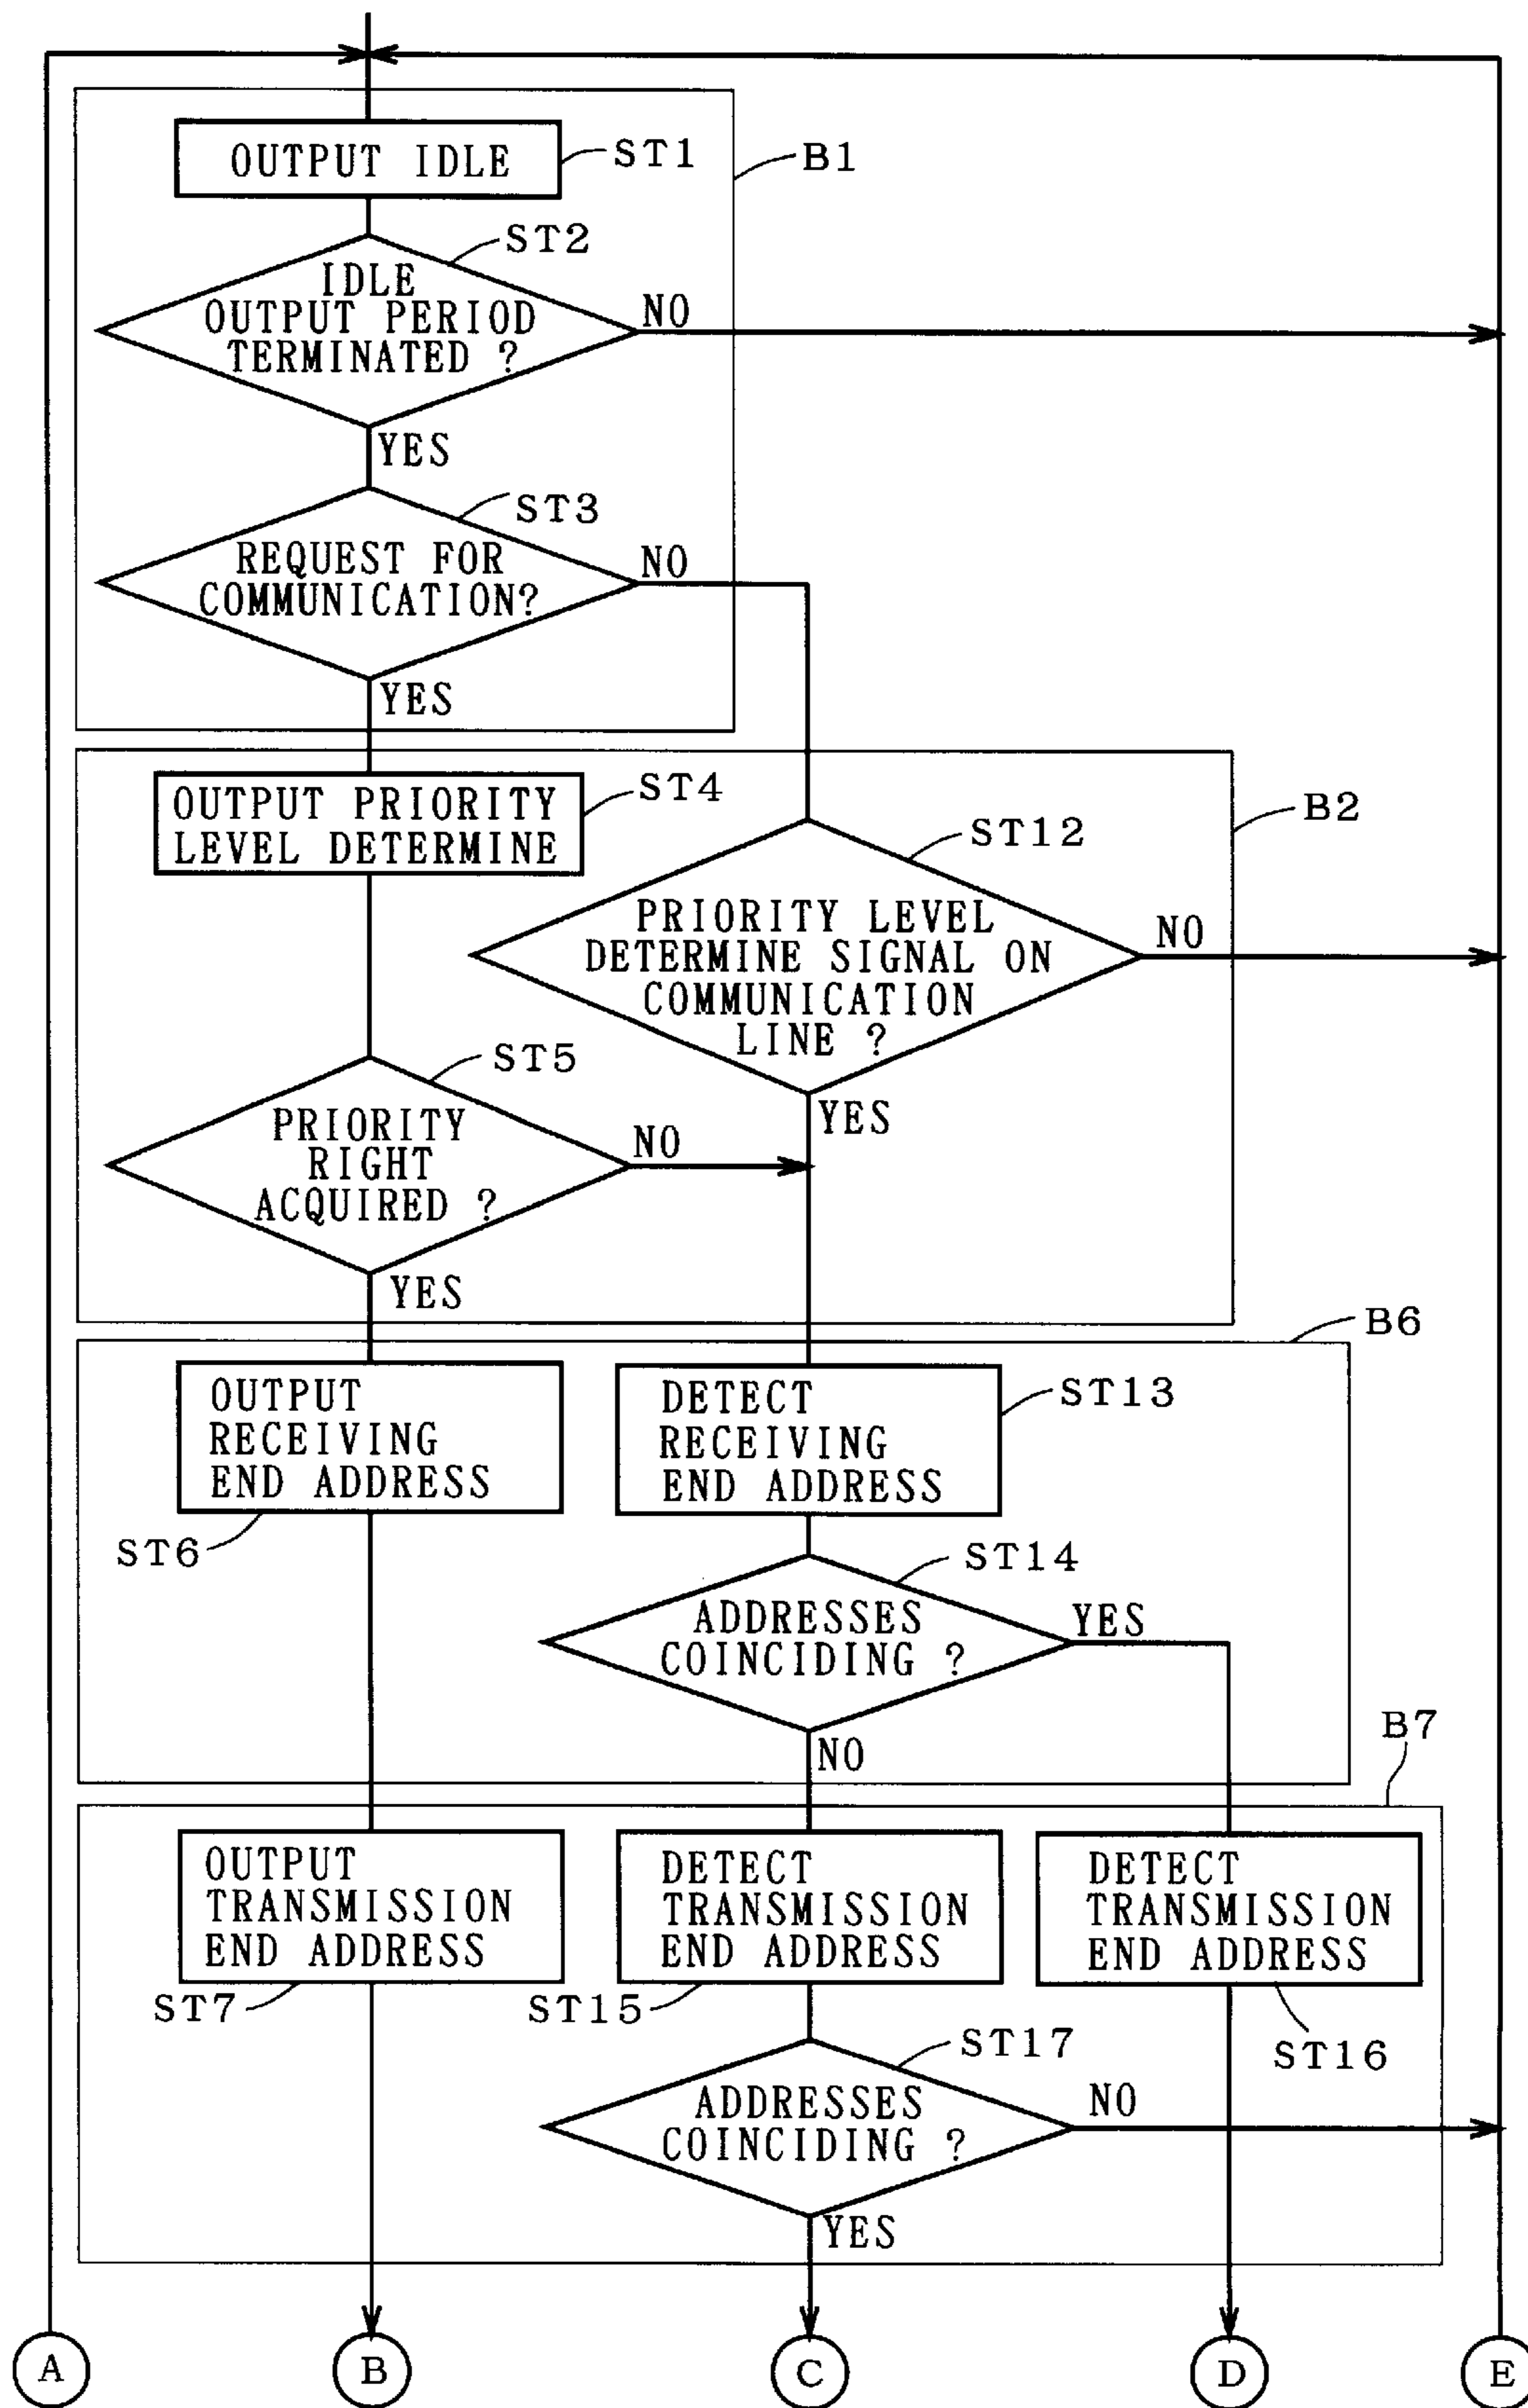 OUTPUT IDLE
ST1
B1
ST2
IDLE
OUTPUT PERIOD
TERMINATED ?
NO
YES
ST3
REQUEST FOR
COMMUNICATION?
NO
YES
OUTPUT PRIORITY
LEVEL DETERMINE
ST4
B2
ST12
PRIORITY LEVEL
DETERMINE SIGNAL ON
COMMUNICATION
LINE ?
NO
YES
ST5
PRIORITY
RIGHT
ACQUIRED ?
NO
YES
B6
OUTPUT
RECEIVING
END ADDRESS
ST6
DETECT
RECEIVING
END ADDRESS
ST13
ST14
ADDRESSES
COINCIDING ?
YES
NO
B7
OUTPUT
TRANSMISSION
END ADDRESS
ST7
DETECT
TRANSMISSION
END ADDRESS
ST15
DETECT
TRANSMISSION
END ADDRESS
ST16
ST17
ADDRESSES
COINCIDING ?
NO
YES
A
B
C
D
E